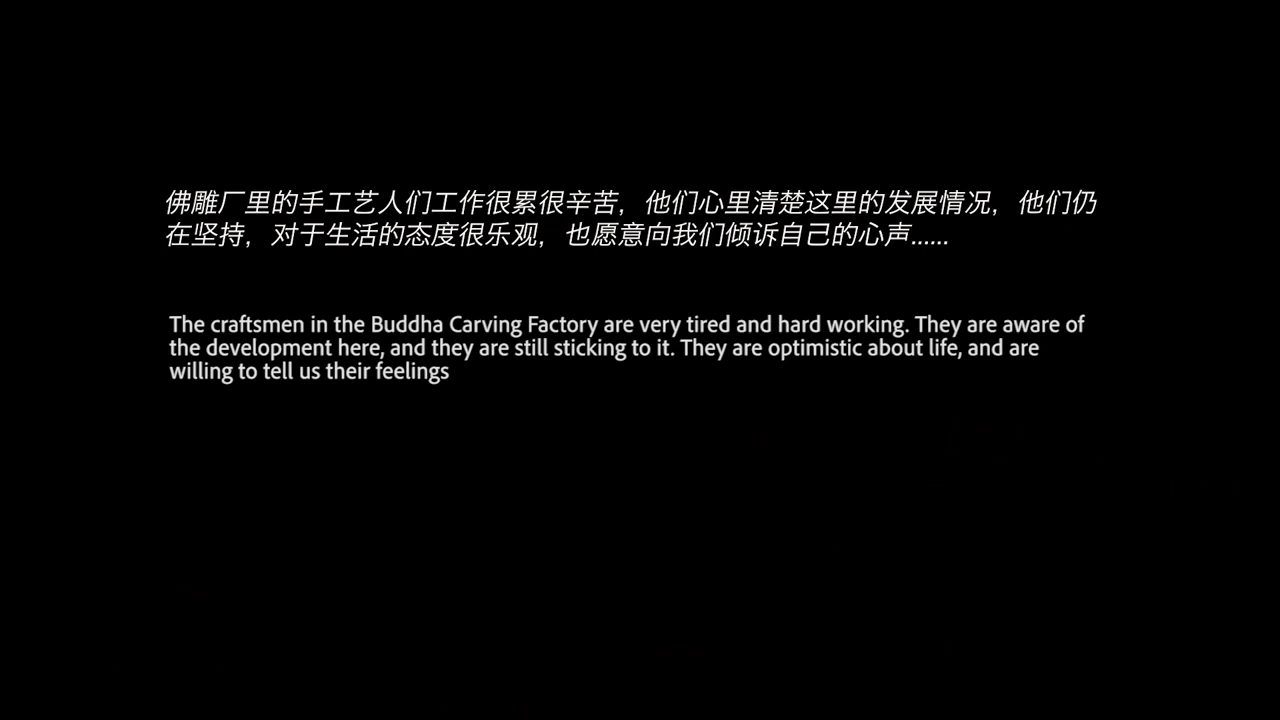 佛雕厂里的手工艺人们工作很累很辛苦，他们心里清楚这里的发展情况，他们仍
在坚持，对于生活的态度很乐观，也愿意向我们倾诉自己的心声......
The craftsmen in the Buddha Carving Factory are very tired and hard working. They are aware of
the development here, and they are still sticking to it. They are optimistic about life, and are
willing to tell us their feelings